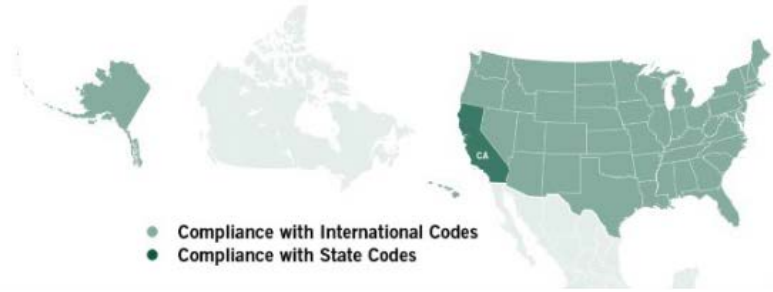 CA
Compliance with International Codes
Compliance with State Codes